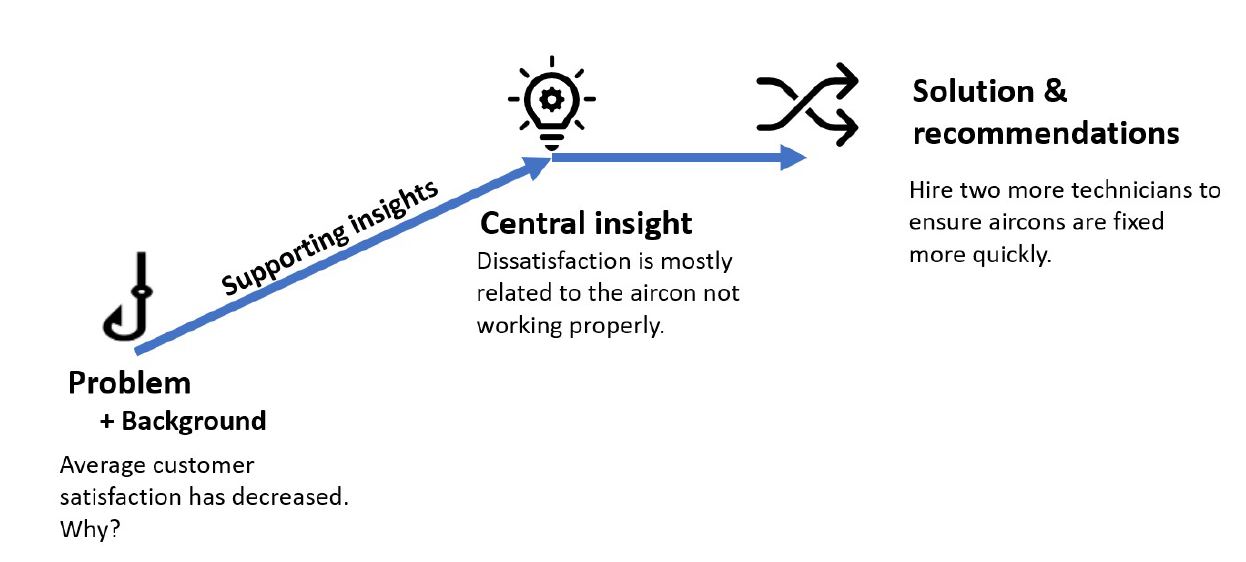 Solution &
recommendations
Hire two more technicians to
ensure aircons are fixed
more quickly.
Supporting insights
Central insight
Dissatisfaction is mostly
related to the aircon not
working properly.
Problem
+ Background
Average customer
satisfaction has decreased.
Why?